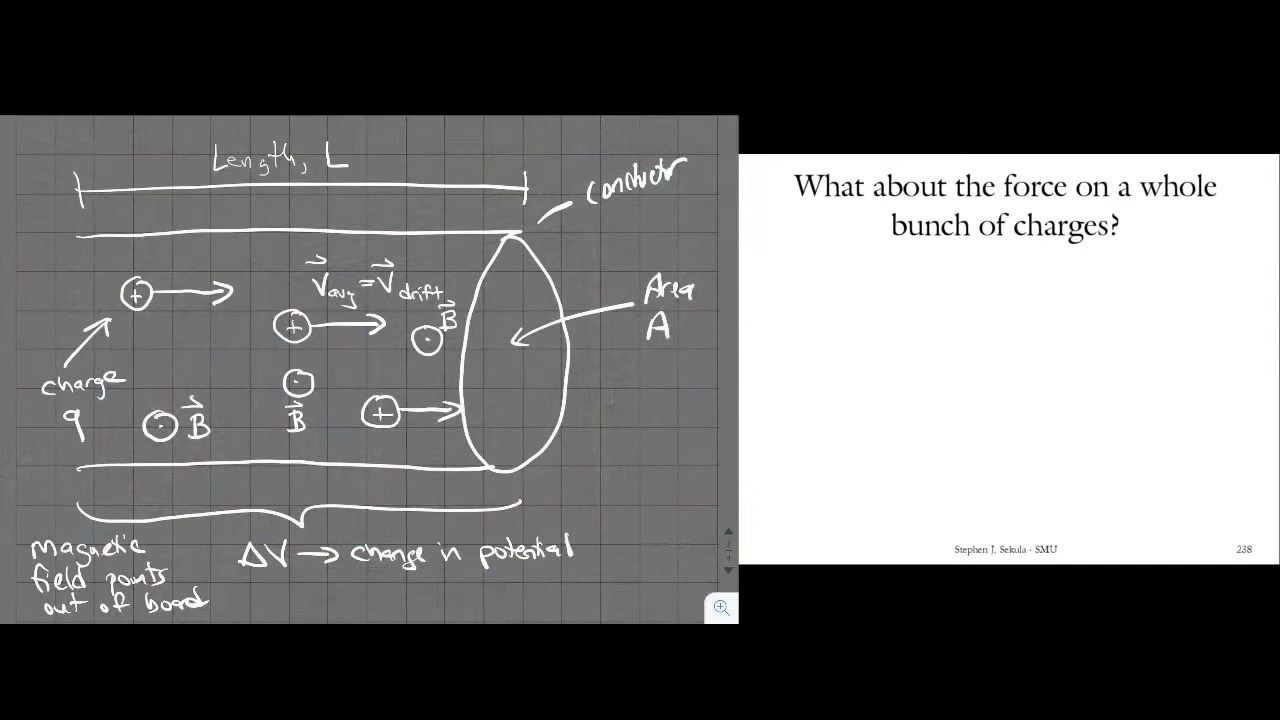 Length, L
conductor
V avg = V drift
B
Area
A
+
+
charge
q
B
B
+
ΔV → change in potential
magnetic
field points
out of board
What about the force on a whole
bunch of charges?
Stephen J. Sekula - SMU
238